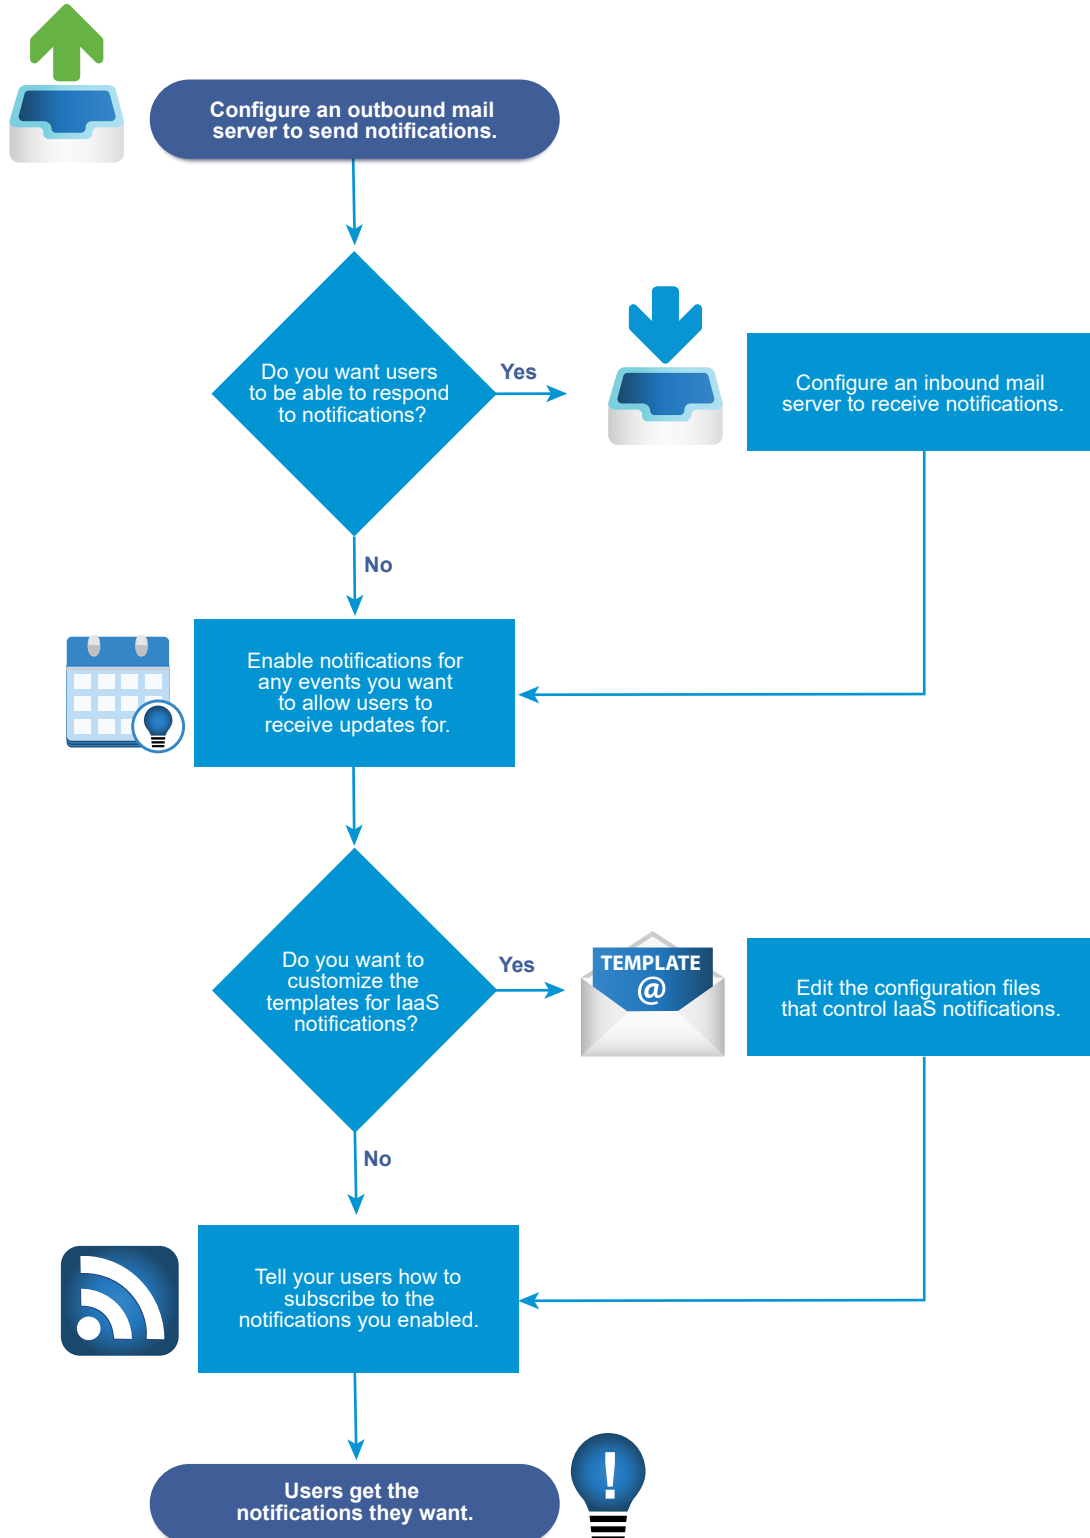 Configure an outbound mail
server to send notifications.
Do you want users
to be able to respond
to notifications?
Yes
Configure an inbound mail
server to receive notifications.
No
Enable notifications for
any events you want
to allow users to
receive updates for.
Do you want to
customize the
templates for IaaS
notifications?
Yes
TEMPLATE
@
Edit the configuration files
that control IaaS notifications.
No
Tell your users how to
subscribe to the
notifications you enabled.
Users get the
notifications they want.
!